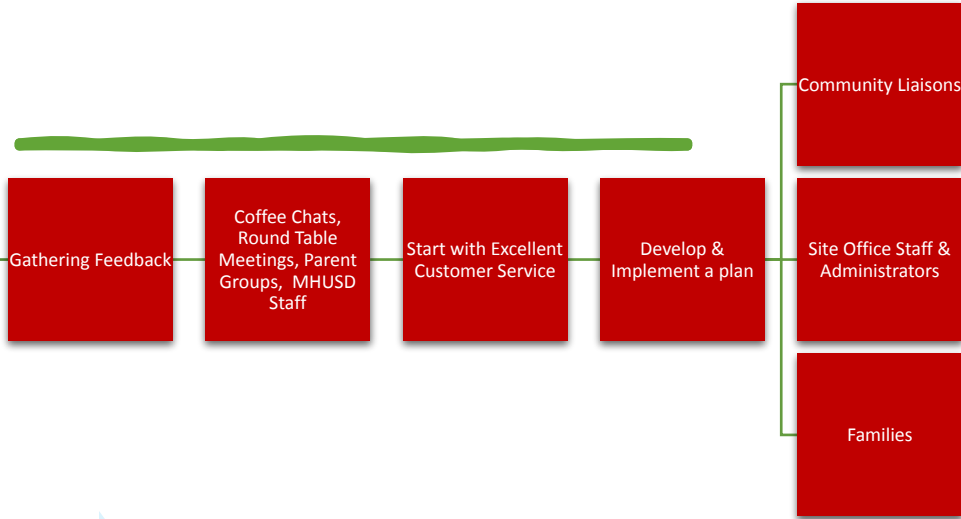 Gathering Feedback
Coffee Chats,
Round Table
Meetings, Parent
Groups,  MHUSD
Staff
Start with Excellent
Customer Service
Develop &
Implement a plan
Community Liaisons
Site Office Staff &
Administrators
Families